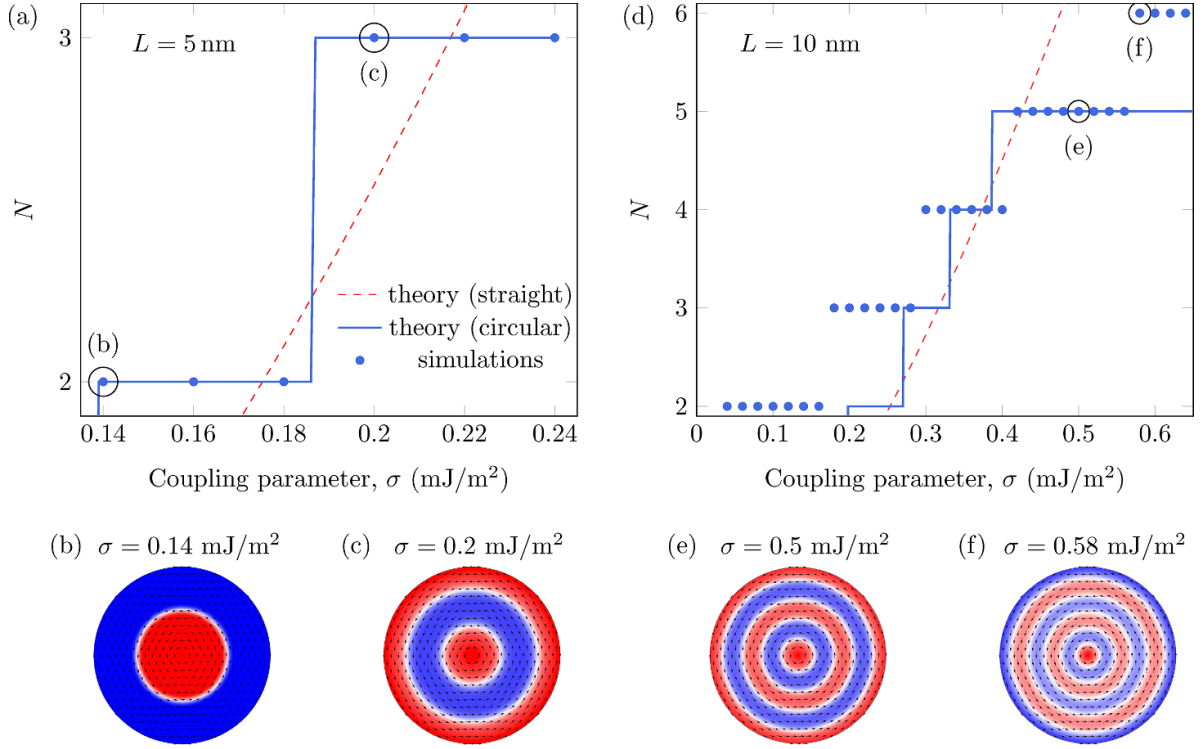 (a)
L = 5 nm
3
2
N
(c)
(b)
theory (straight)
theory (circular)
simulations
0.14 0.16 0.18 0.2 0.22 0.24
Coupling parameter, σ (mJ/m²)
(d)
L = 10 nm
6
5
4
3
2
N
(f)
(e)
0 0.1 0.2 0.3 0.4 0.5 0.6
Coupling parameter, σ (mJ/m²)
(b) σ = 0.14 mJ/m²
(c) σ = 0.2 mJ/m²
(e) σ = 0.5 mJ/m²
(f) σ = 0.58 mJ/m²